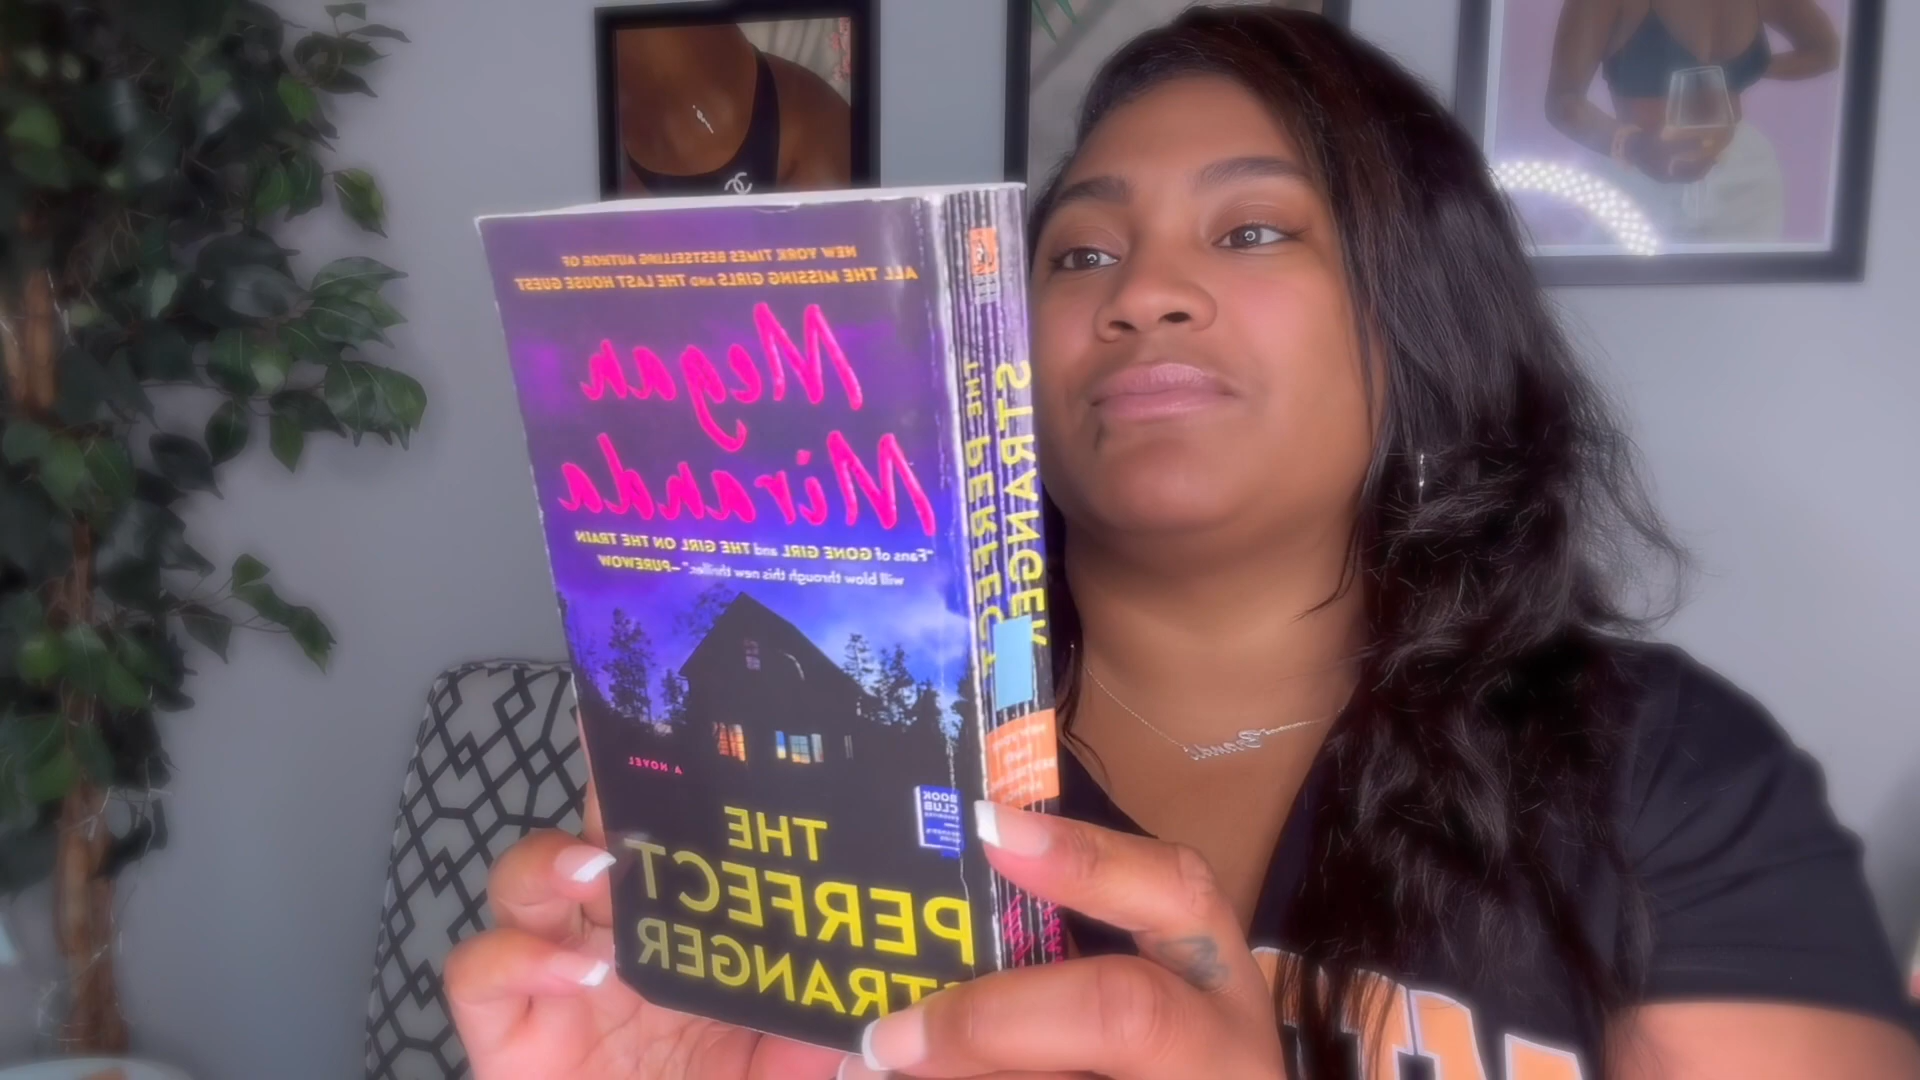 NEW YORK TIMES BESTSELLING AUTHOR OF
ALL THE MISSING GIRLS AND THE LAST HOUSE GUEST
Megan
Miranda
"Fans of GONE GIRL and THE GIRL ON THE TRAIN
will blow through this new thriller."—PUREWOW
A NOVEL
BOOK
CLUB
THE
PERFECT
STRANGER
THE PERFECT
STRANGER